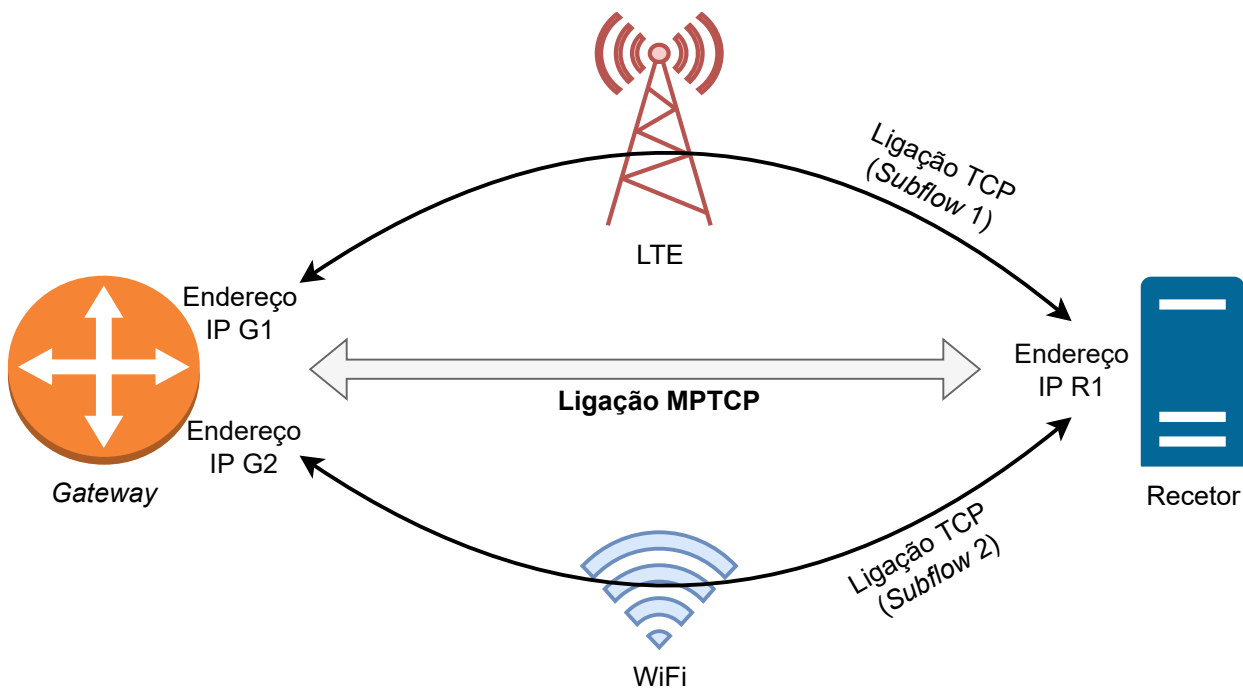 Ligação TCP
(Subflow 1)
LTE
Endereço
IP G1
Endereço
IP R1
Ligação MPTCP
Endereço
IP G2
Gateway
Recetor
Ligação TCP
(Subflow 2)
WiFi